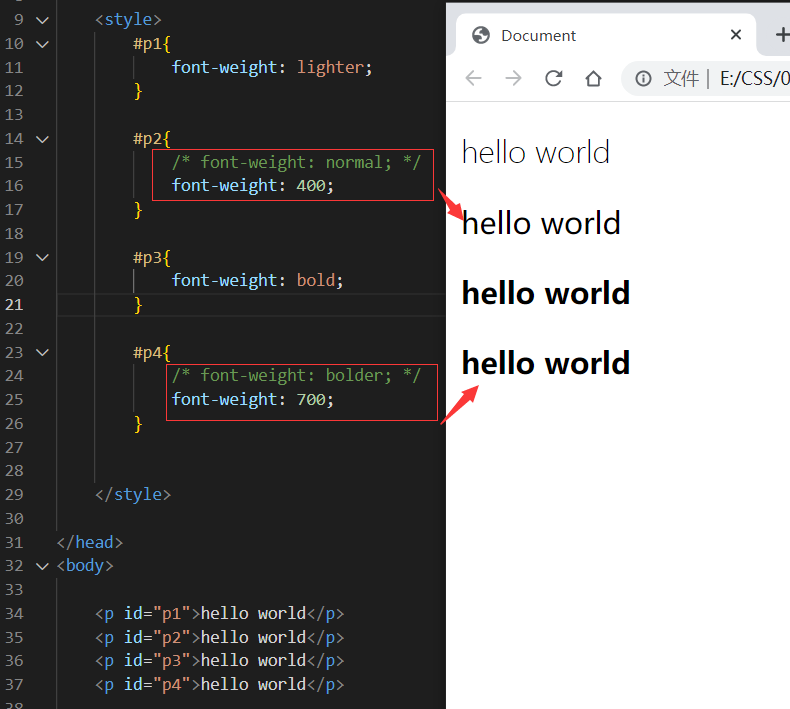 9 <style>
10 #p1{
11 font-weight: lighter;
12 }
13
14 #p2{
15 /* font-weight: normal; */
16 font-weight: 400;
17 }
18
19 #p3{
20 font-weight: bold;
21 }
22
23 #p4{
24 /* font-weight: bolder; */
25 font-weight: 700;
26 }
27
28
29 </style>
30
31 </head>
32 <body>
33
34 <p id="p1">hello world</p>
35 <p id="p2">hello world</p>
36 <p id="p3">hello world</p>
37 <p id="p4">hello world</p>
38
Document
文件 | E:/CSS/0
hello world
hello world
hello world
hello world